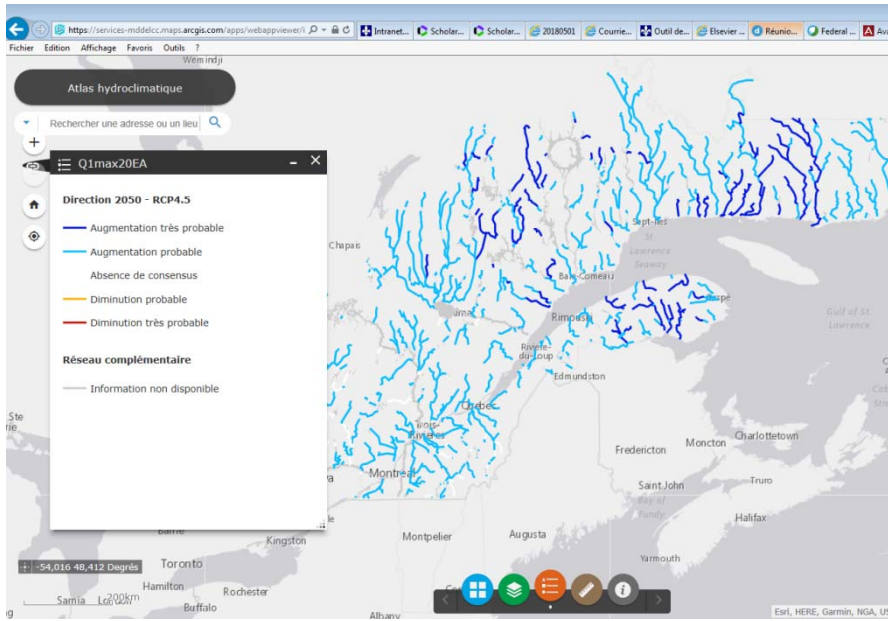 https://services-mddelcc.maps.arcgis.com/apps/webappviewer/i
Intranet...
Scholar...
Scholar...
20180501
Courrie...
Outil de...
Elsevier ...
Réunio...
Federal ...
Fichier Edition Affichage Favoris Outils ?
Wemindji
Atlas hydroclimatique
Rechercher une adresse ou un lieu
Q1max20EA
Direction 2050 - RCP4.5
Augmentation très probable
Augmentation probable
Absence de consensus
Diminution probable
Diminution très probable
Réseau complémentaire
Information non disponible
Chapais
Sept-Iles
St
Lawrence
Seaway
Baie-Comeau
Gulf of St
Lawrence
Rimouski
Rivière-
du-Loup
Edmundston
Quebec
Trois-
Rivières
Charlottetown
Moncton
Fredericton
Montreal
Saint John
Truro
Bay of
Fundy
Halifax
Kingston
Montpelier
Augusta
Yarmouth
-54,016 48,412 Degrés
Toronto
Hamilton
Rochester
200km
Sarnia
Buffalo
Albany
Esri, HERE, Garmin, NGA, US